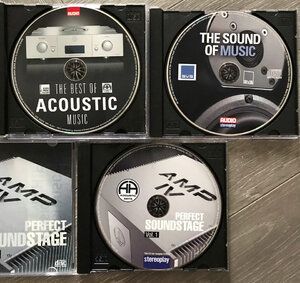 AUDIO
THE BEST OF
ACOUSTIC
MUSIC
THE SOUND
OF MUSIC
SVS
AUDIO
stereoplay
AMP
IV
PERFECT
SOUNDSTAGE
AMP
IV
PERFECT
SOUNDSTAGE
Vol. 1
stereoplay